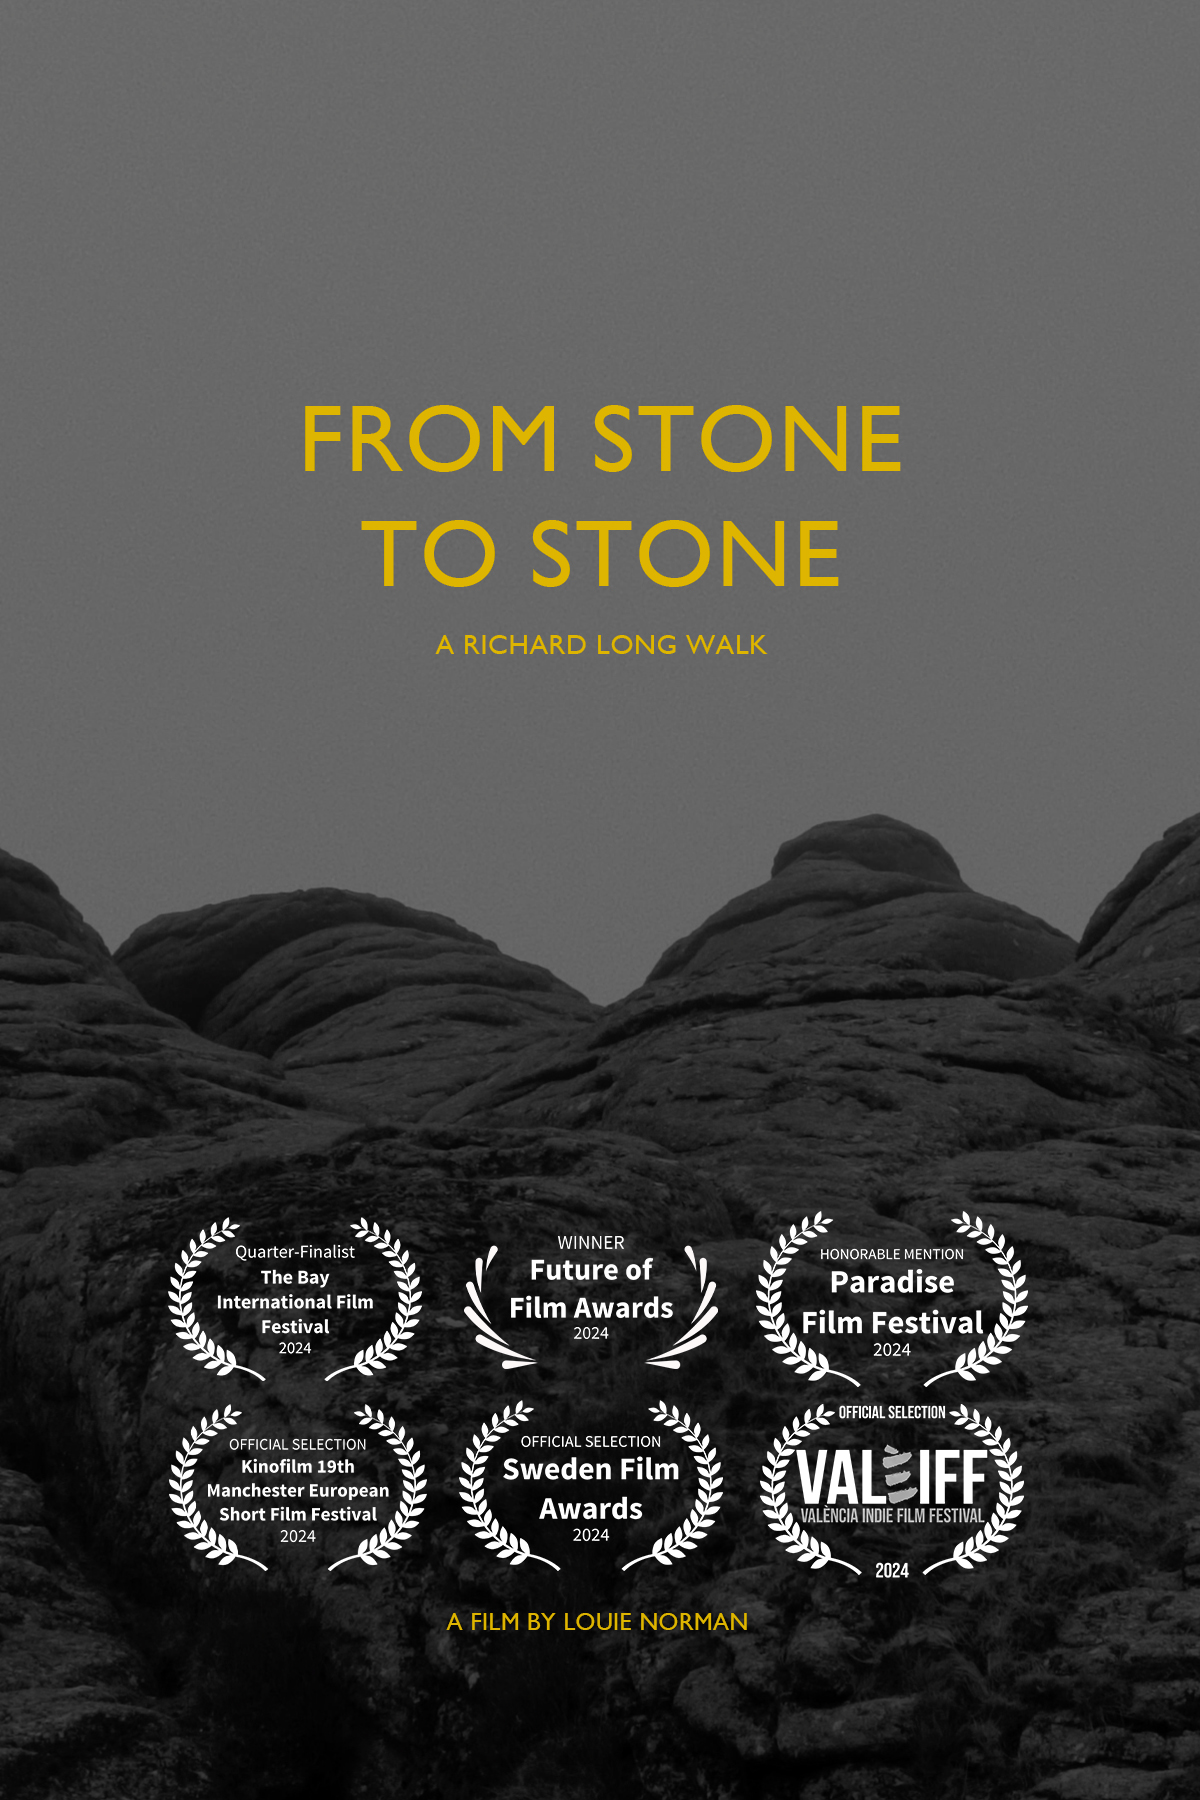 FROM STONE
TO STONE
A RICHARD LONG WALK
Quarter-Finalist
The Bay
International Film
Festival
2024
WINNER
Future of
Film Awards
2024
HONORABLE MENTION
Paradise
Film Festival
2024
OFFICIAL SELECTION
Kinofilm 19th
Manchester European
Short Film Festival
2024
OFFICIAL SELECTION
Sweden Film
Awards
2024
OFFICIAL SELECTION
VALEIFF
VALÈNCIA INDIE FILM FESTIVAL
2024
A FILM BY LOUIE NORMAN